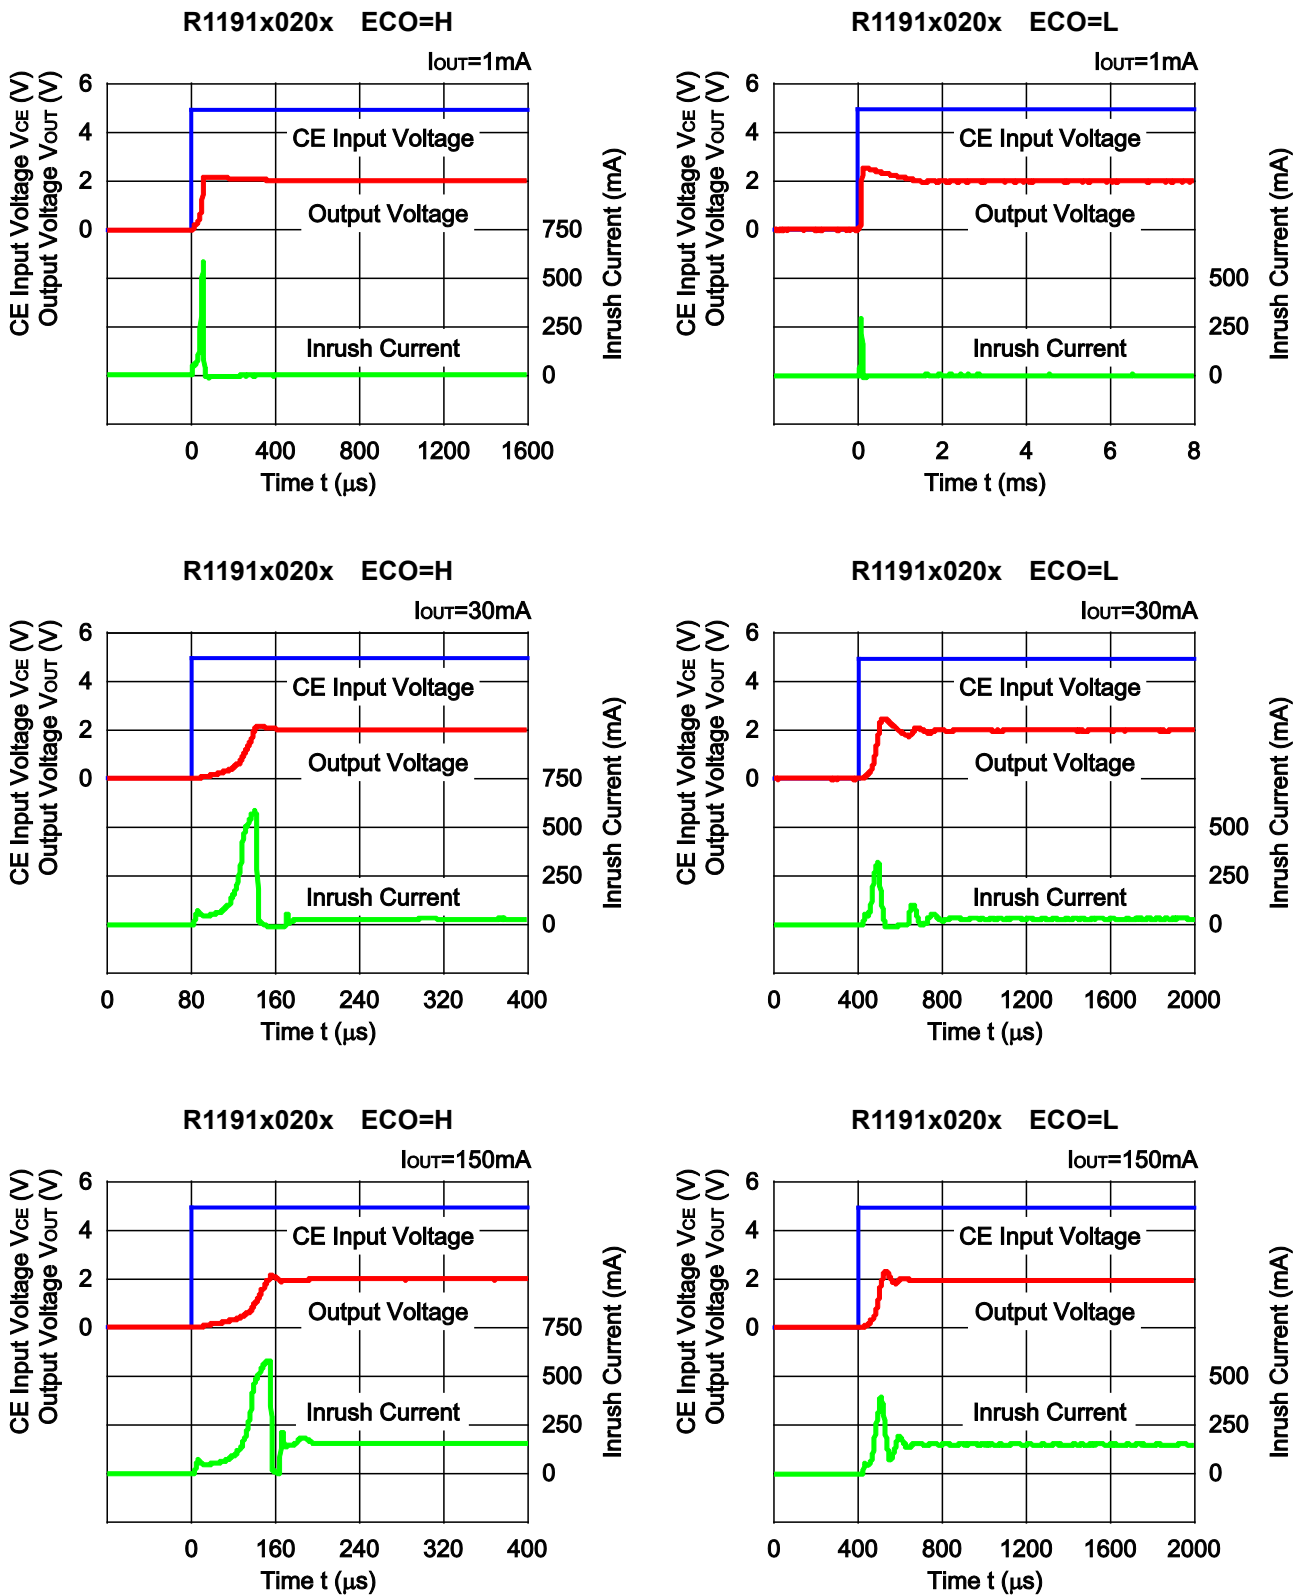 R1191x020x ECO=H
IOUT=1mA
CE Input Voltage VCE (V)
Output Voltage VOUT (V)
6
4
2
0
CE Input Voltage
Output Voltage
Inrush Current
750
500
250
0
Inrush Current (mA)
0 400 800 1200 1600
Time t (μs)
R1191x020x ECO=L
IOUT=1mA
CE Input Voltage VCE (V)
Output Voltage VOUT (V)
6
4
2
0
CE Input Voltage
Output Voltage
Inrush Current
750
500
250
0
Inrush Current (mA)
0 2 4 6 8
Time t (ms)
R1191x020x ECO=H
IOUT=30mA
CE Input Voltage VCE (V)
Output Voltage VOUT (V)
6
4
2
0
CE Input Voltage
Output Voltage
Inrush Current
750
500
250
0
Inrush Current (mA)
0 80 160 240 320 400
Time t (μs)
R1191x020x ECO=L
IOUT=30mA
CE Input Voltage VCE (V)
Output Voltage VOUT (V)
6
4
2
0
CE Input Voltage
Output Voltage
Inrush Current
750
500
250
0
Inrush Current (mA)
0 400 800 1200 1600 2000
Time t (μs)
R1191x020x ECO=H
IOUT=150mA
CE Input Voltage VCE (V)
Output Voltage VOUT (V)
6
4
2
0
CE Input Voltage
Output Voltage
Inrush Current
750
500
250
0
Inrush Current (mA)
0 160 240 320 400
Time t (μs)
R1191x020x ECO=L
IOUT=150mA
CE Input Voltage VCE (V)
Output Voltage VOUT (V)
6
4
2
0
CE Input Voltage
Output Voltage
Inrush Current
750
500
250
0
Inrush Current (mA)
0 400 800 1200 1600 2000
Time t (μs)